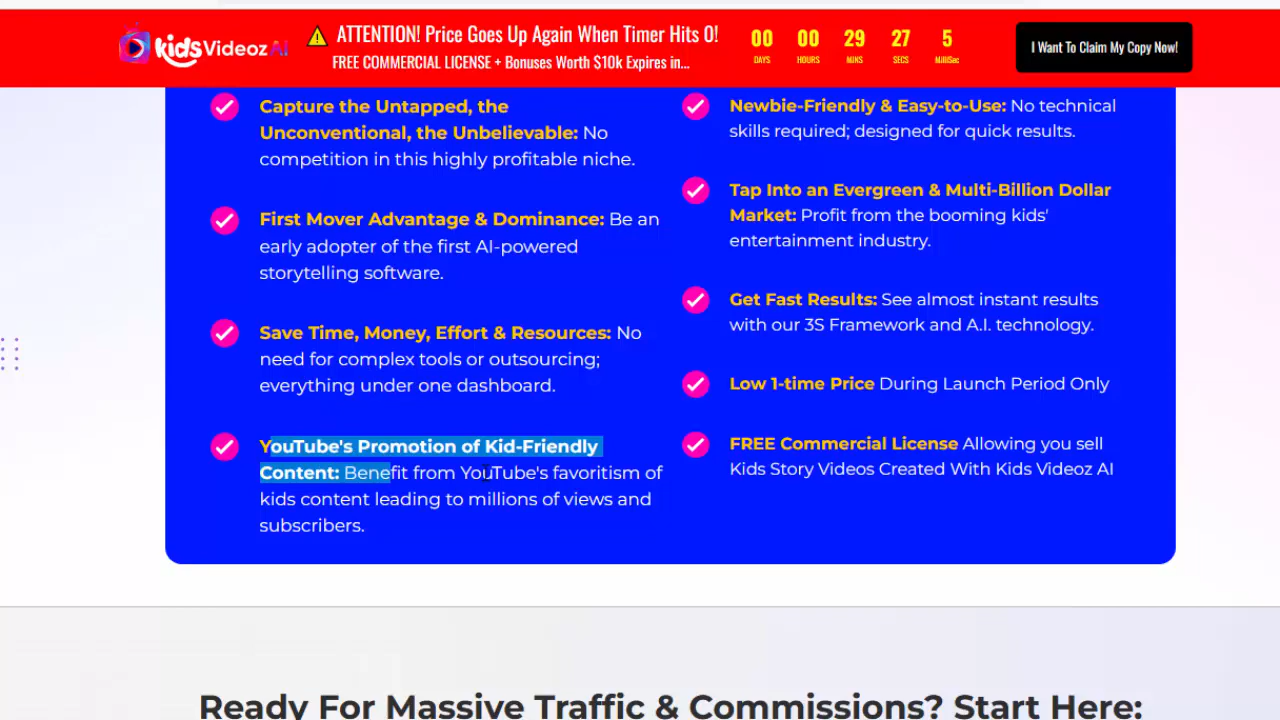 kidsVideoz AI
ATTENTION! Price Goes Up Again When Timer Hits 0!
FREE COMMERCIAL LICENSE + Bonuses Worth $10k Expires in...
00 00 29 27 5
DAYS HOURS MINS SECS MilliSec
I Want To Claim My Copy Now!
Capture the Untapped, the
Unconventional, the Unbelievable: No
competition in this highly profitable niche.
First Mover Advantage & Dominance: Be an
early adopter of the first AI-powered
storytelling software.
Save Time, Money, Effort & Resources: No
need for complex tools or outsourcing;
everything under one dashboard.
YouTube's Promotion of Kid-Friendly
Content: Benefit from YouTube's favoritism of
kids content leading to millions of views and
subscribers.
Newbie-Friendly & Easy-to-Use: No technical
skills required; designed for quick results.
Tap Into an Evergreen & Multi-Billion Dollar
Market: Profit from the booming kids'
entertainment industry.
Get Fast Results: See almost instant results
with our 3S Framework and A.I. technology.
Low 1-time Price During Launch Period Only
FREE Commercial License Allowing you sell
Kids Story Videos Created With Kids Videoz AI
Ready For Massive Traffic & Commissions? Start Here: